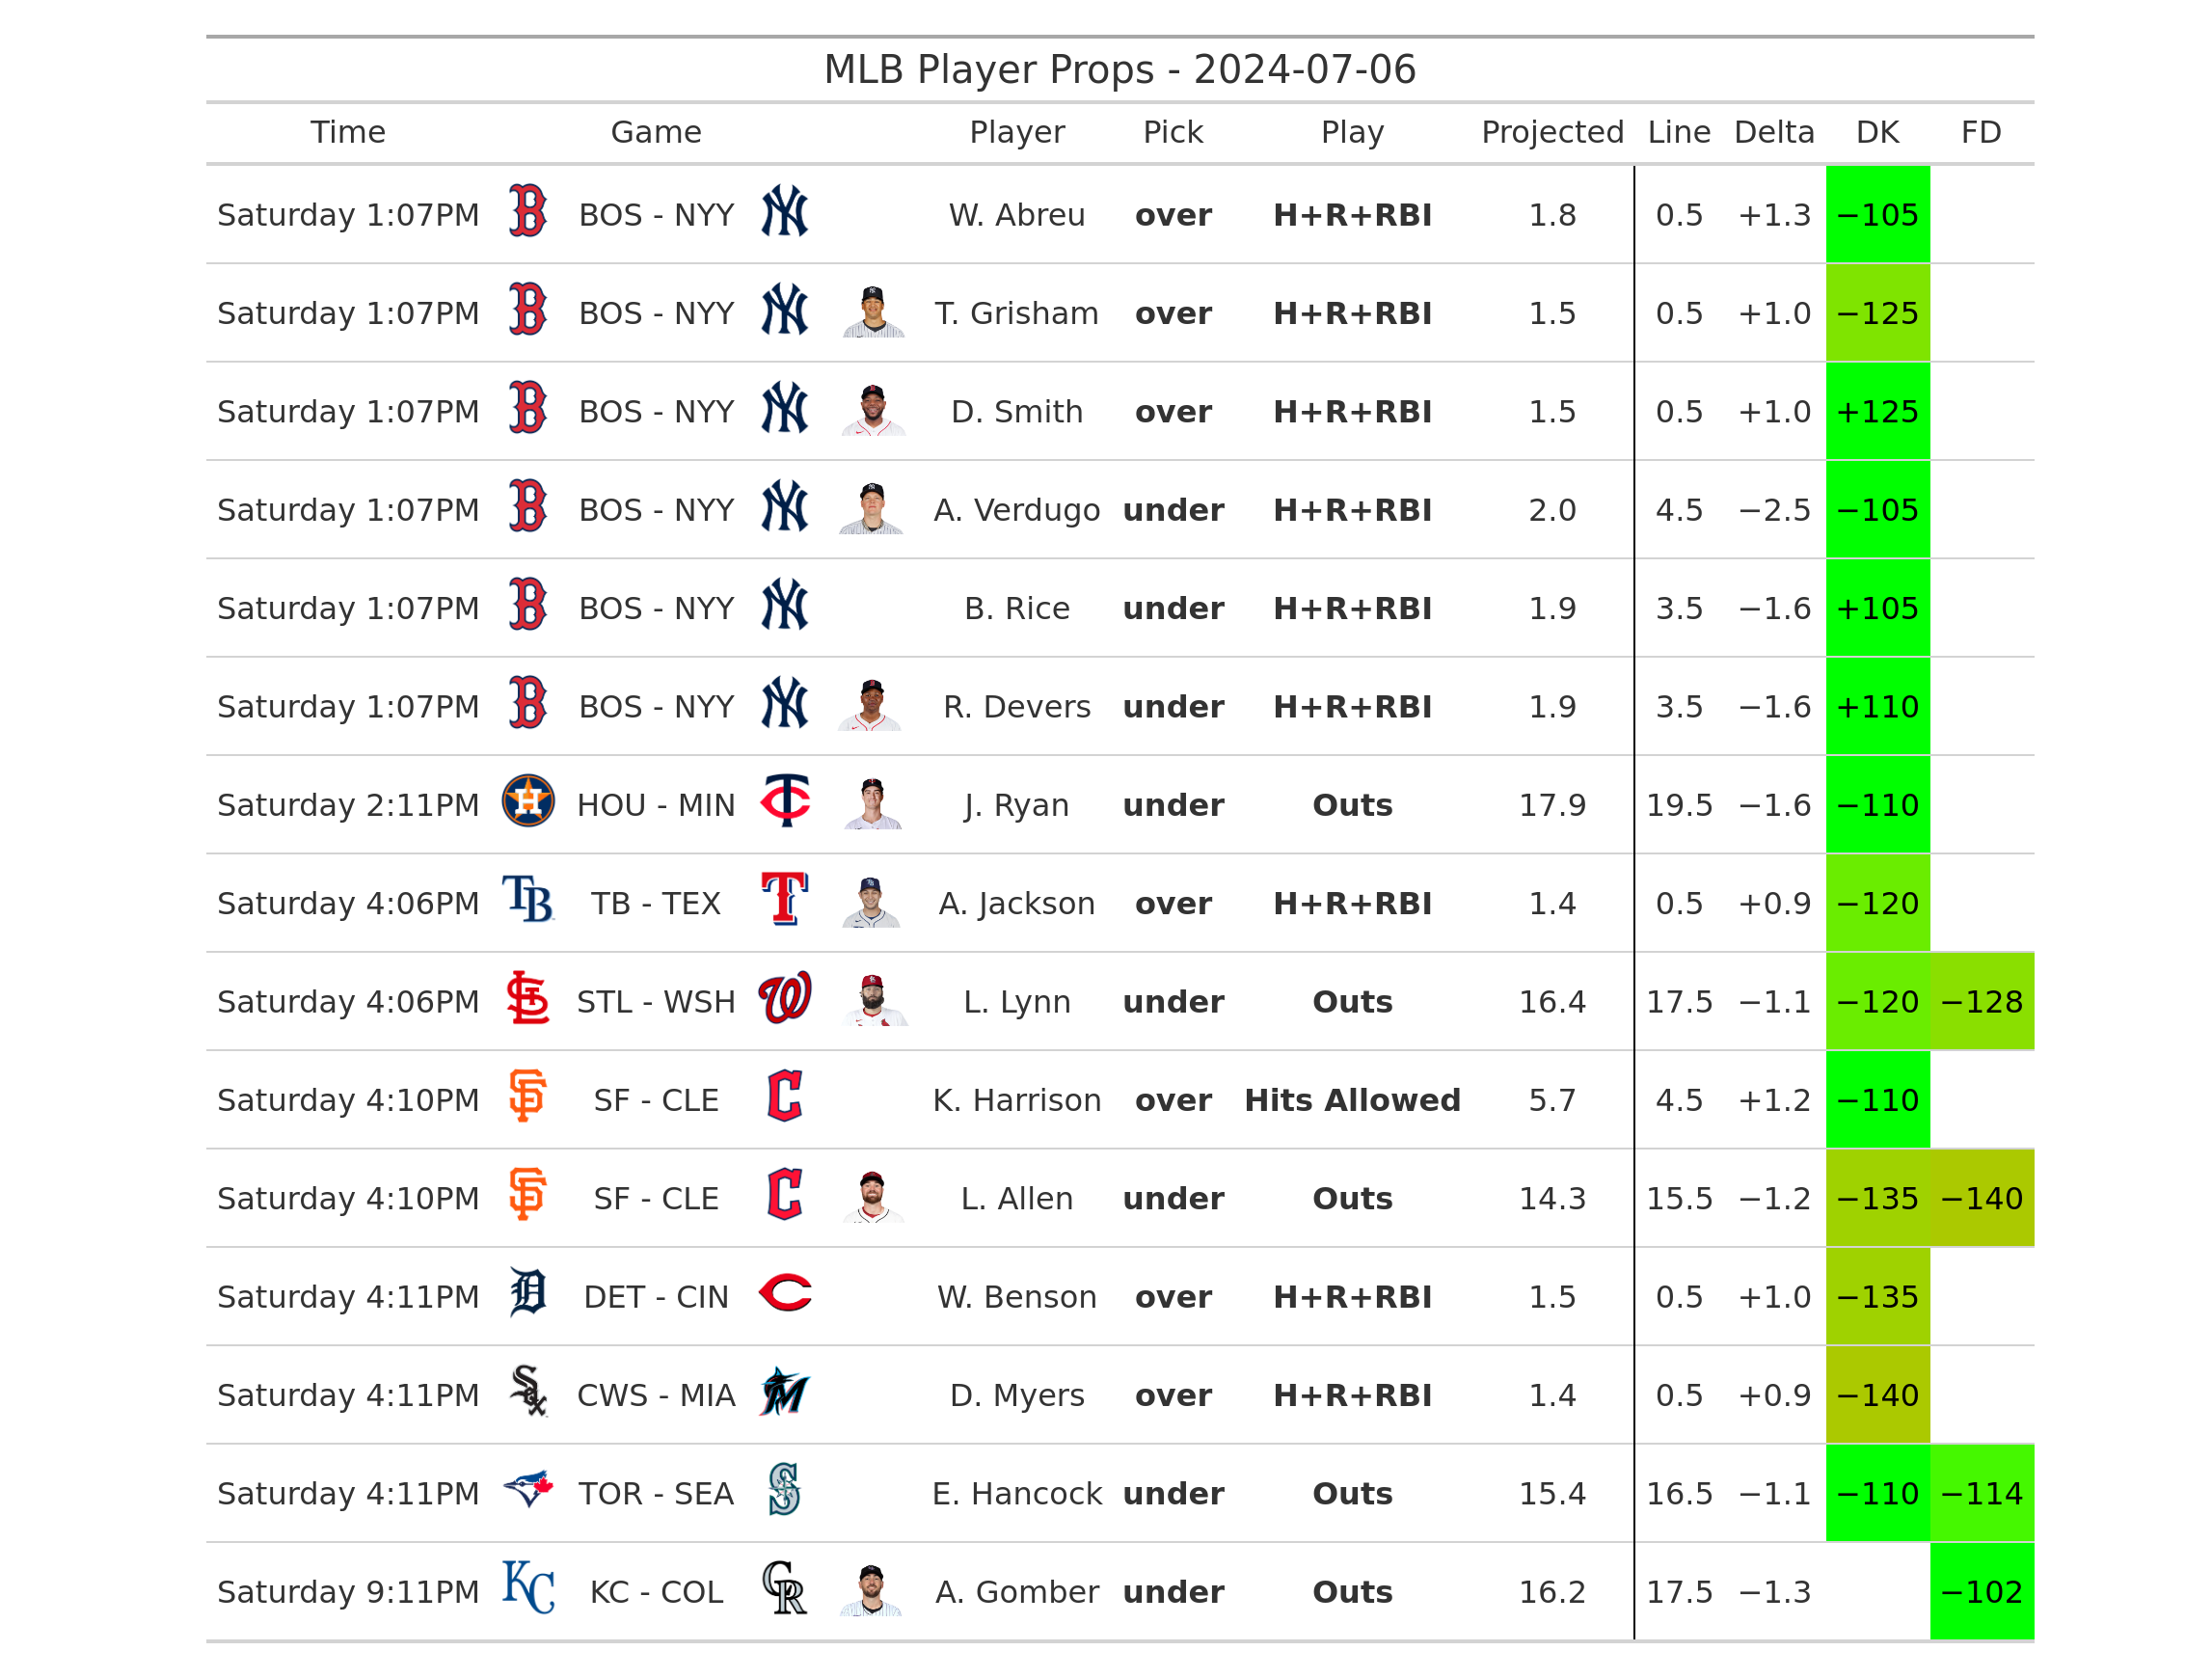 MLB Player Props - 2024-07-06
Time Game Player Pick Play Projected Line Delta DK FD
Saturday 1:07PM BOS - NYY W. Abreu over H+R+RBI 1.8 0.5 +1.3 −105
Saturday 1:07PM BOS - NYY T. Grisham over H+R+RBI 1.5 0.5 +1.0 −125
Saturday 1:07PM BOS - NYY D. Smith over H+R+RBI 1.5 0.5 +1.0 +125
Saturday 1:07PM BOS - NYY A. Verdugo under H+R+RBI 2.0 4.5 −2.5 −105
Saturday 1:07PM BOS - NYY B. Rice under H+R+RBI 1.9 3.5 −1.6 +105
Saturday 1:07PM BOS - NYY R. Devers under H+R+RBI 1.9 3.5 −1.6 +110
Saturday 2:11PM HOU - MIN J. Ryan under Outs 17.9 19.5 −1.6 −110
Saturday 4:06PM TB - TEX A. Jackson over H+R+RBI 1.4 0.5 +0.9 −120
Saturday 4:06PM STL - WSH L. Lynn under Outs 16.4 17.5 −1.1 −120 −128
Saturday 4:10PM SF - CLE K. Harrison over Hits Allowed 5.7 4.5 +1.2 −110
Saturday 4:10PM SF - CLE L. Allen under Outs 14.3 15.5 −1.2 −135 −140
Saturday 4:11PM DET - CIN W. Benson over H+R+RBI 1.5 0.5 +1.0 −135
Saturday 4:11PM CWS - MIA D. Myers over H+R+RBI 1.4 0.5 +0.9 −140
Saturday 4:11PM TOR - SEA E. Hancock under Outs 15.4 16.5 −1.1 −110 −114
Saturday 9:11PM KC - COL A. Gomber under Outs 16.2 17.5 −1.3 −102